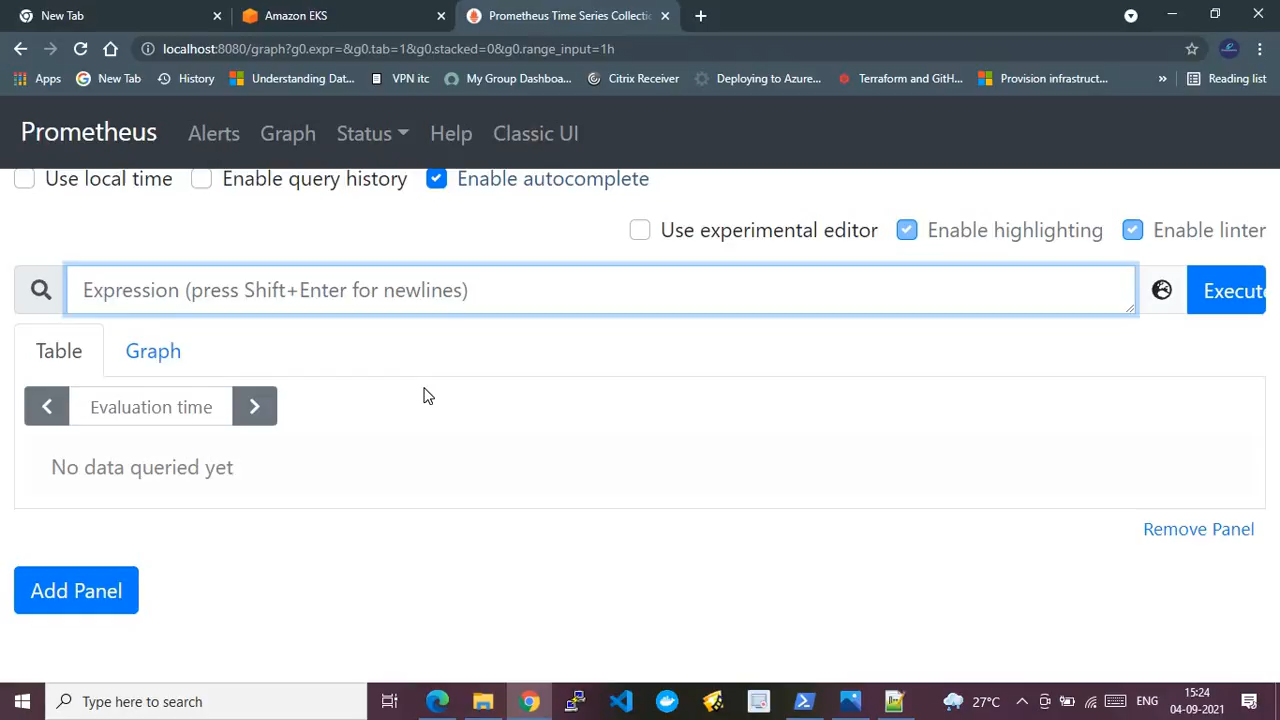 New Tab
Amazon EKS
Prometheus Time Series Collectio
localhost:8080/graph?g0.expr=&g0.tab=1&g0.stacked=0&g0.range_input=1h
Apps
New Tab
History
Understanding Dat...
VPN itc
My Group Dashboa...
Citrix Receiver
Deploying to Azure...
Terraform and GitH...
Provision infrastruct...
»
Reading list
Prometheus
Alerts
Graph
Status
Help
Classic UI
Use local time
Enable query history
Enable autocomplete
Use experimental editor
Enable highlighting
Enable linter
Expression (press Shift+Enter for newlines)
Execute
Table
Graph
Evaluation time
No data queried yet
Remove Panel
Add Panel
Type here to search
27°C
ENG
15:24
04-09-2021